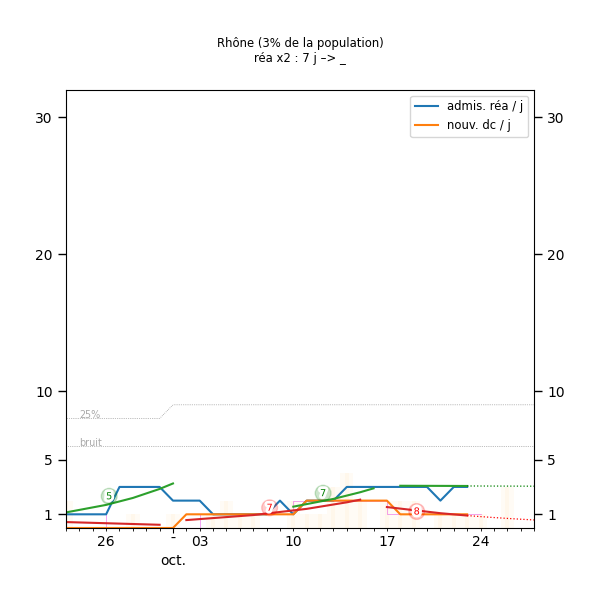 Rhône (3% de la population)
réa x2 : 7 j –> _
admis. réa / j
nouv. dc / j
30 30
20 20
10 10
25%
bruit
5 5
5 7 7 8
1 1
26 - 03 10 17 24
oct.